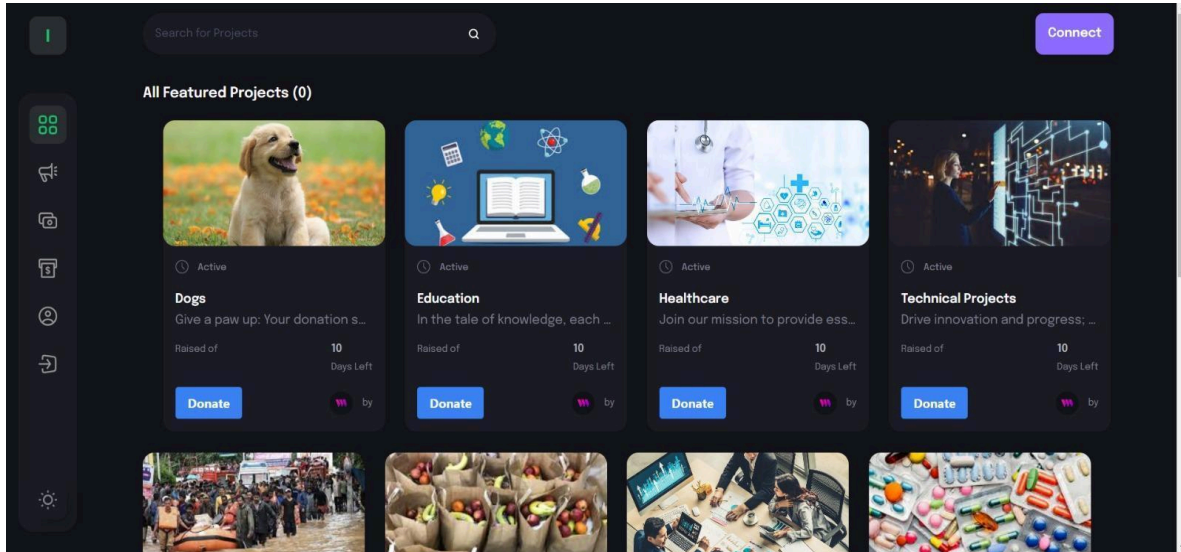 I
Search for Projects
Connect
All Featured Projects (0)
Active
Active
Active
Active
Dogs
Education
Healthcare
Technical Projects
Give a paw up: Your donation s...
In the tale of knowledge, each ...
Join our mission to provide ess...
Drive innovation and progress; ...
Raised of 10
Raised of 10
Raised of 10
Raised of 10
Days Left
Days Left
Days Left
Days Left
Donate by
Donate by
Donate by
Donate by